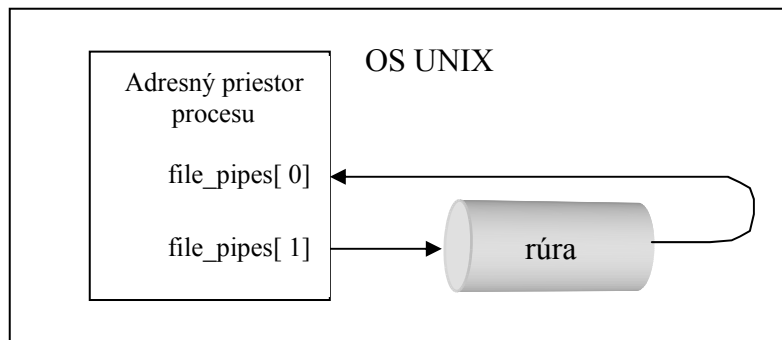 OS UNIX
Adresný priestor
procesu
file_pipes[ 0]
file_pipes[ 1]
rúra